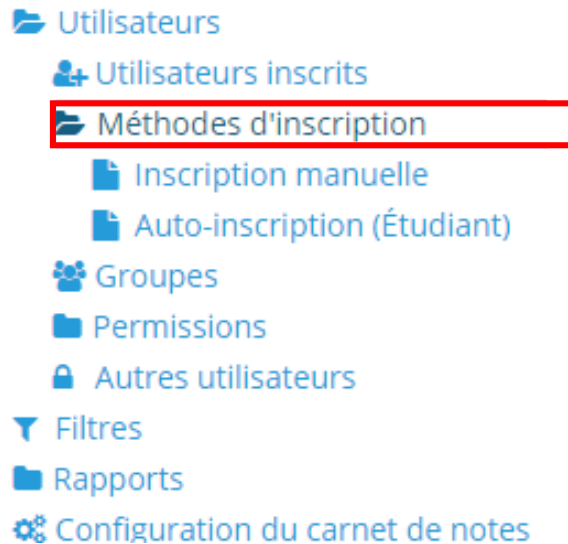 Utilisateurs
Utilisateurs inscrits
Méthodes d'inscription
Inscription manuelle
Auto-inscription (Étudiant)
Groupes
Permissions
Autres utilisateurs
Filtres
Rapports
Configuration du carnet de notes